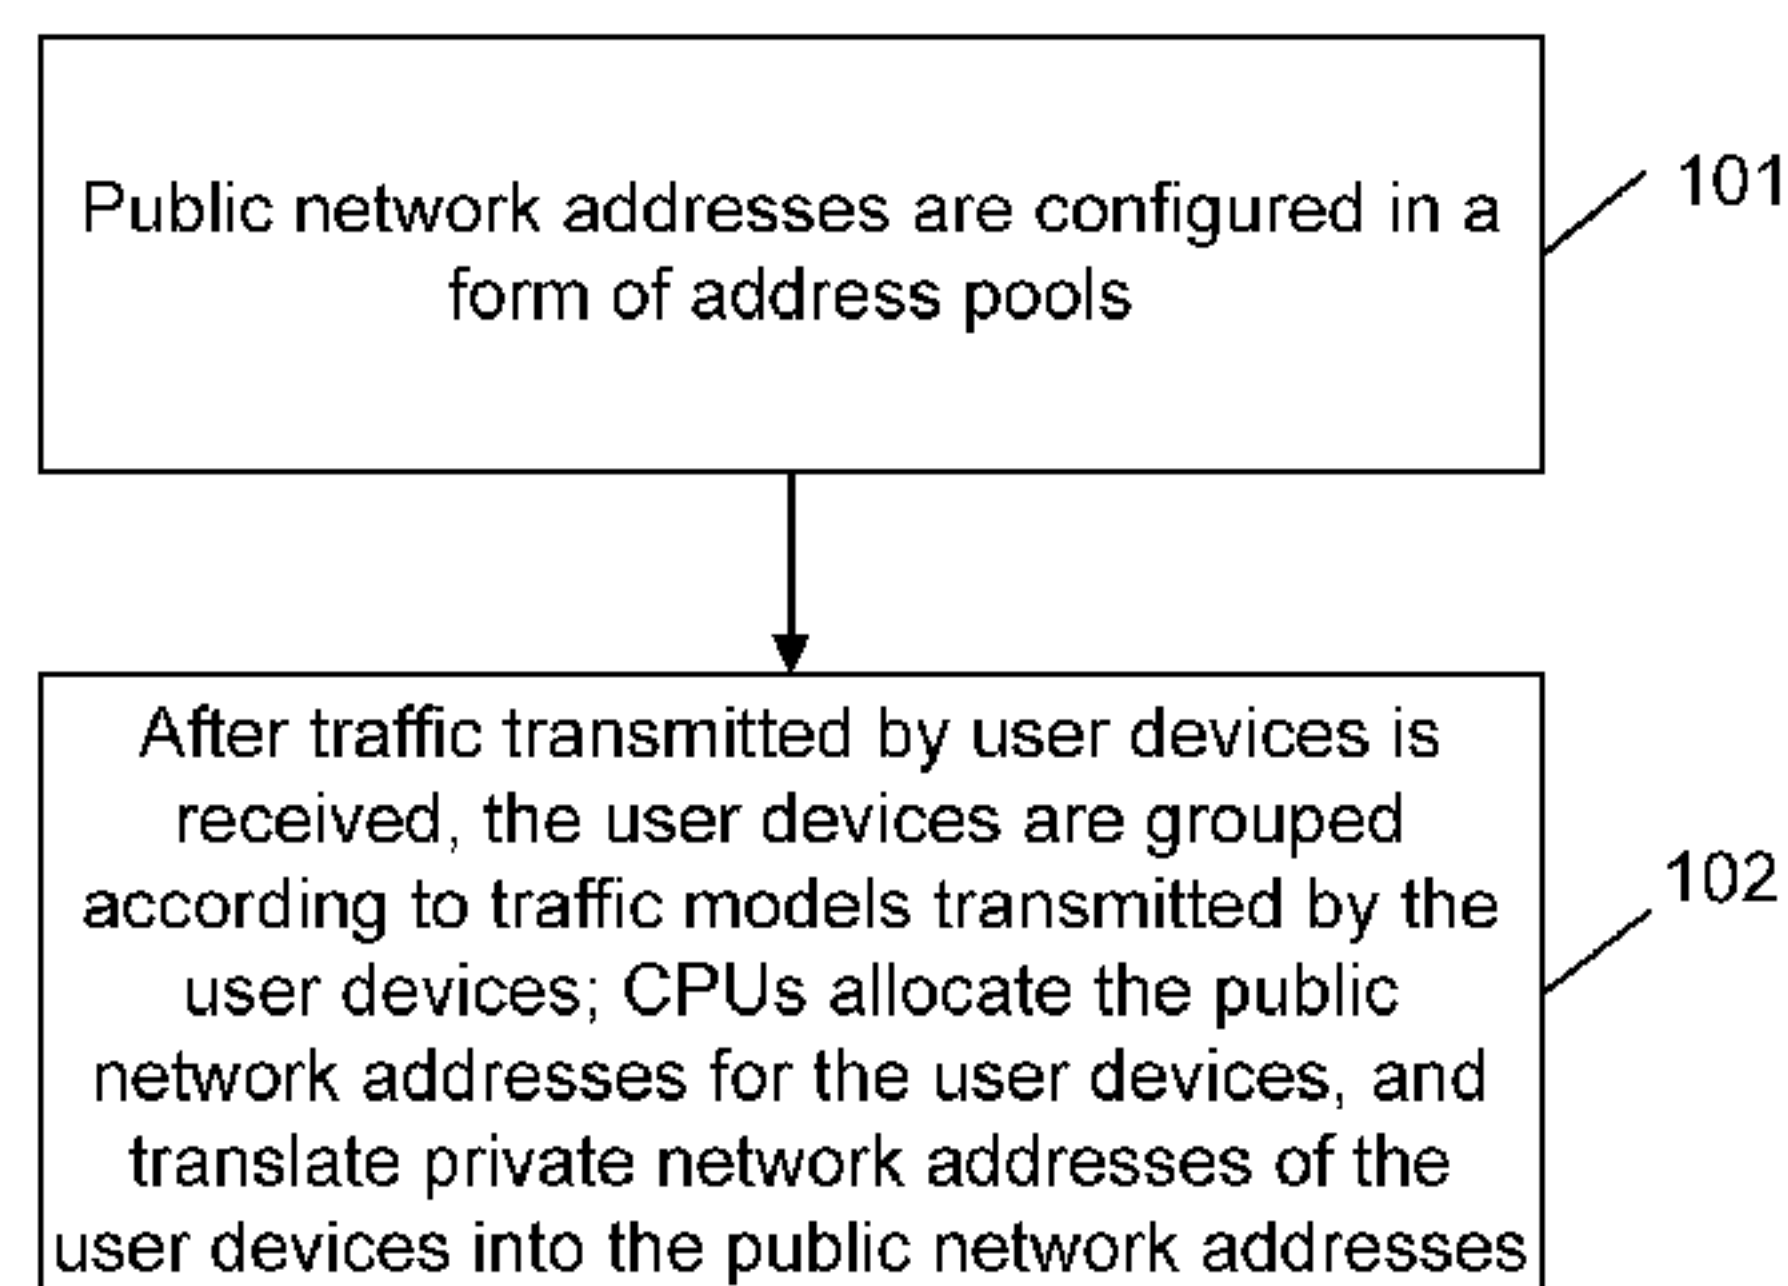 Public network addresses are configured in a
form of address pools
101
After traffic transmitted by user devices is
received, the user devices are grouped
according to traffic models transmitted by the
user devices; CPUs allocate the public
network addresses for the user devices, and
translate private network addresses of the
user devices into the public network addresses
102